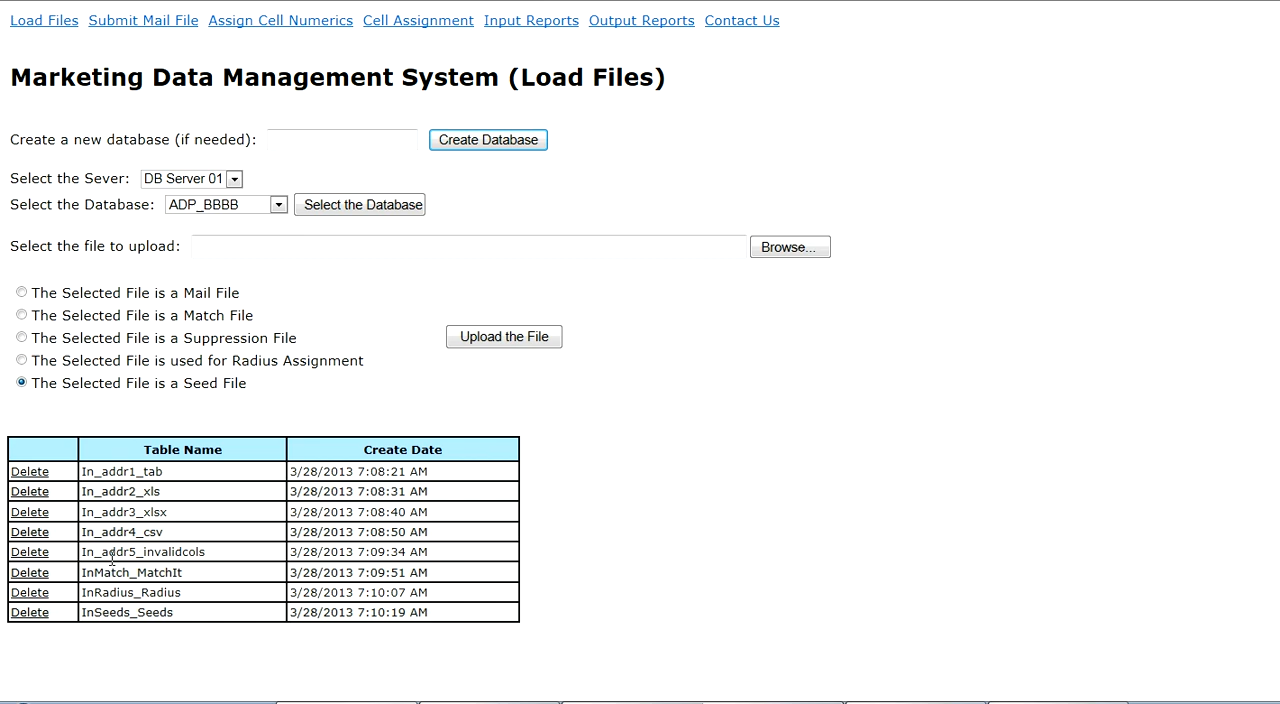 Load Files Submit Mail File Assign Cell Numerics Cell Assignment Input Reports Output Reports Contact Us
Marketing Data Management System (Load Files)
Create a new database (if needed): Create Database
Select the Sever: DB Server 01
Select the Database: ADP_BBBB Select the Database
Select the file to upload: Browse...
The Selected File is a Mail File
The Selected File is a Match File
The Selected File is a Suppression File
Upload the File
The Selected File is used for Radius Assignment
The Selected File is a Seed File
Table Name Create Date
Delete In_addr1_tab 3/28/2013 7:08:21 AM
Delete In_addr2_xls 3/28/2013 7:08:31 AM
Delete In_addr3_xlsx 3/28/2013 7:08:40 AM
Delete In_addr4_csv 3/28/2013 7:08:50 AM
Delete In_addr5_invalidcols 3/28/2013 7:09:34 AM
Delete InMatch_MatchIt 3/28/2013 7:09:51 AM
Delete InRadius_Radius 3/28/2013 7:10:07 AM
Delete InSeeds_Seeds 3/28/2013 7:10:19 AM